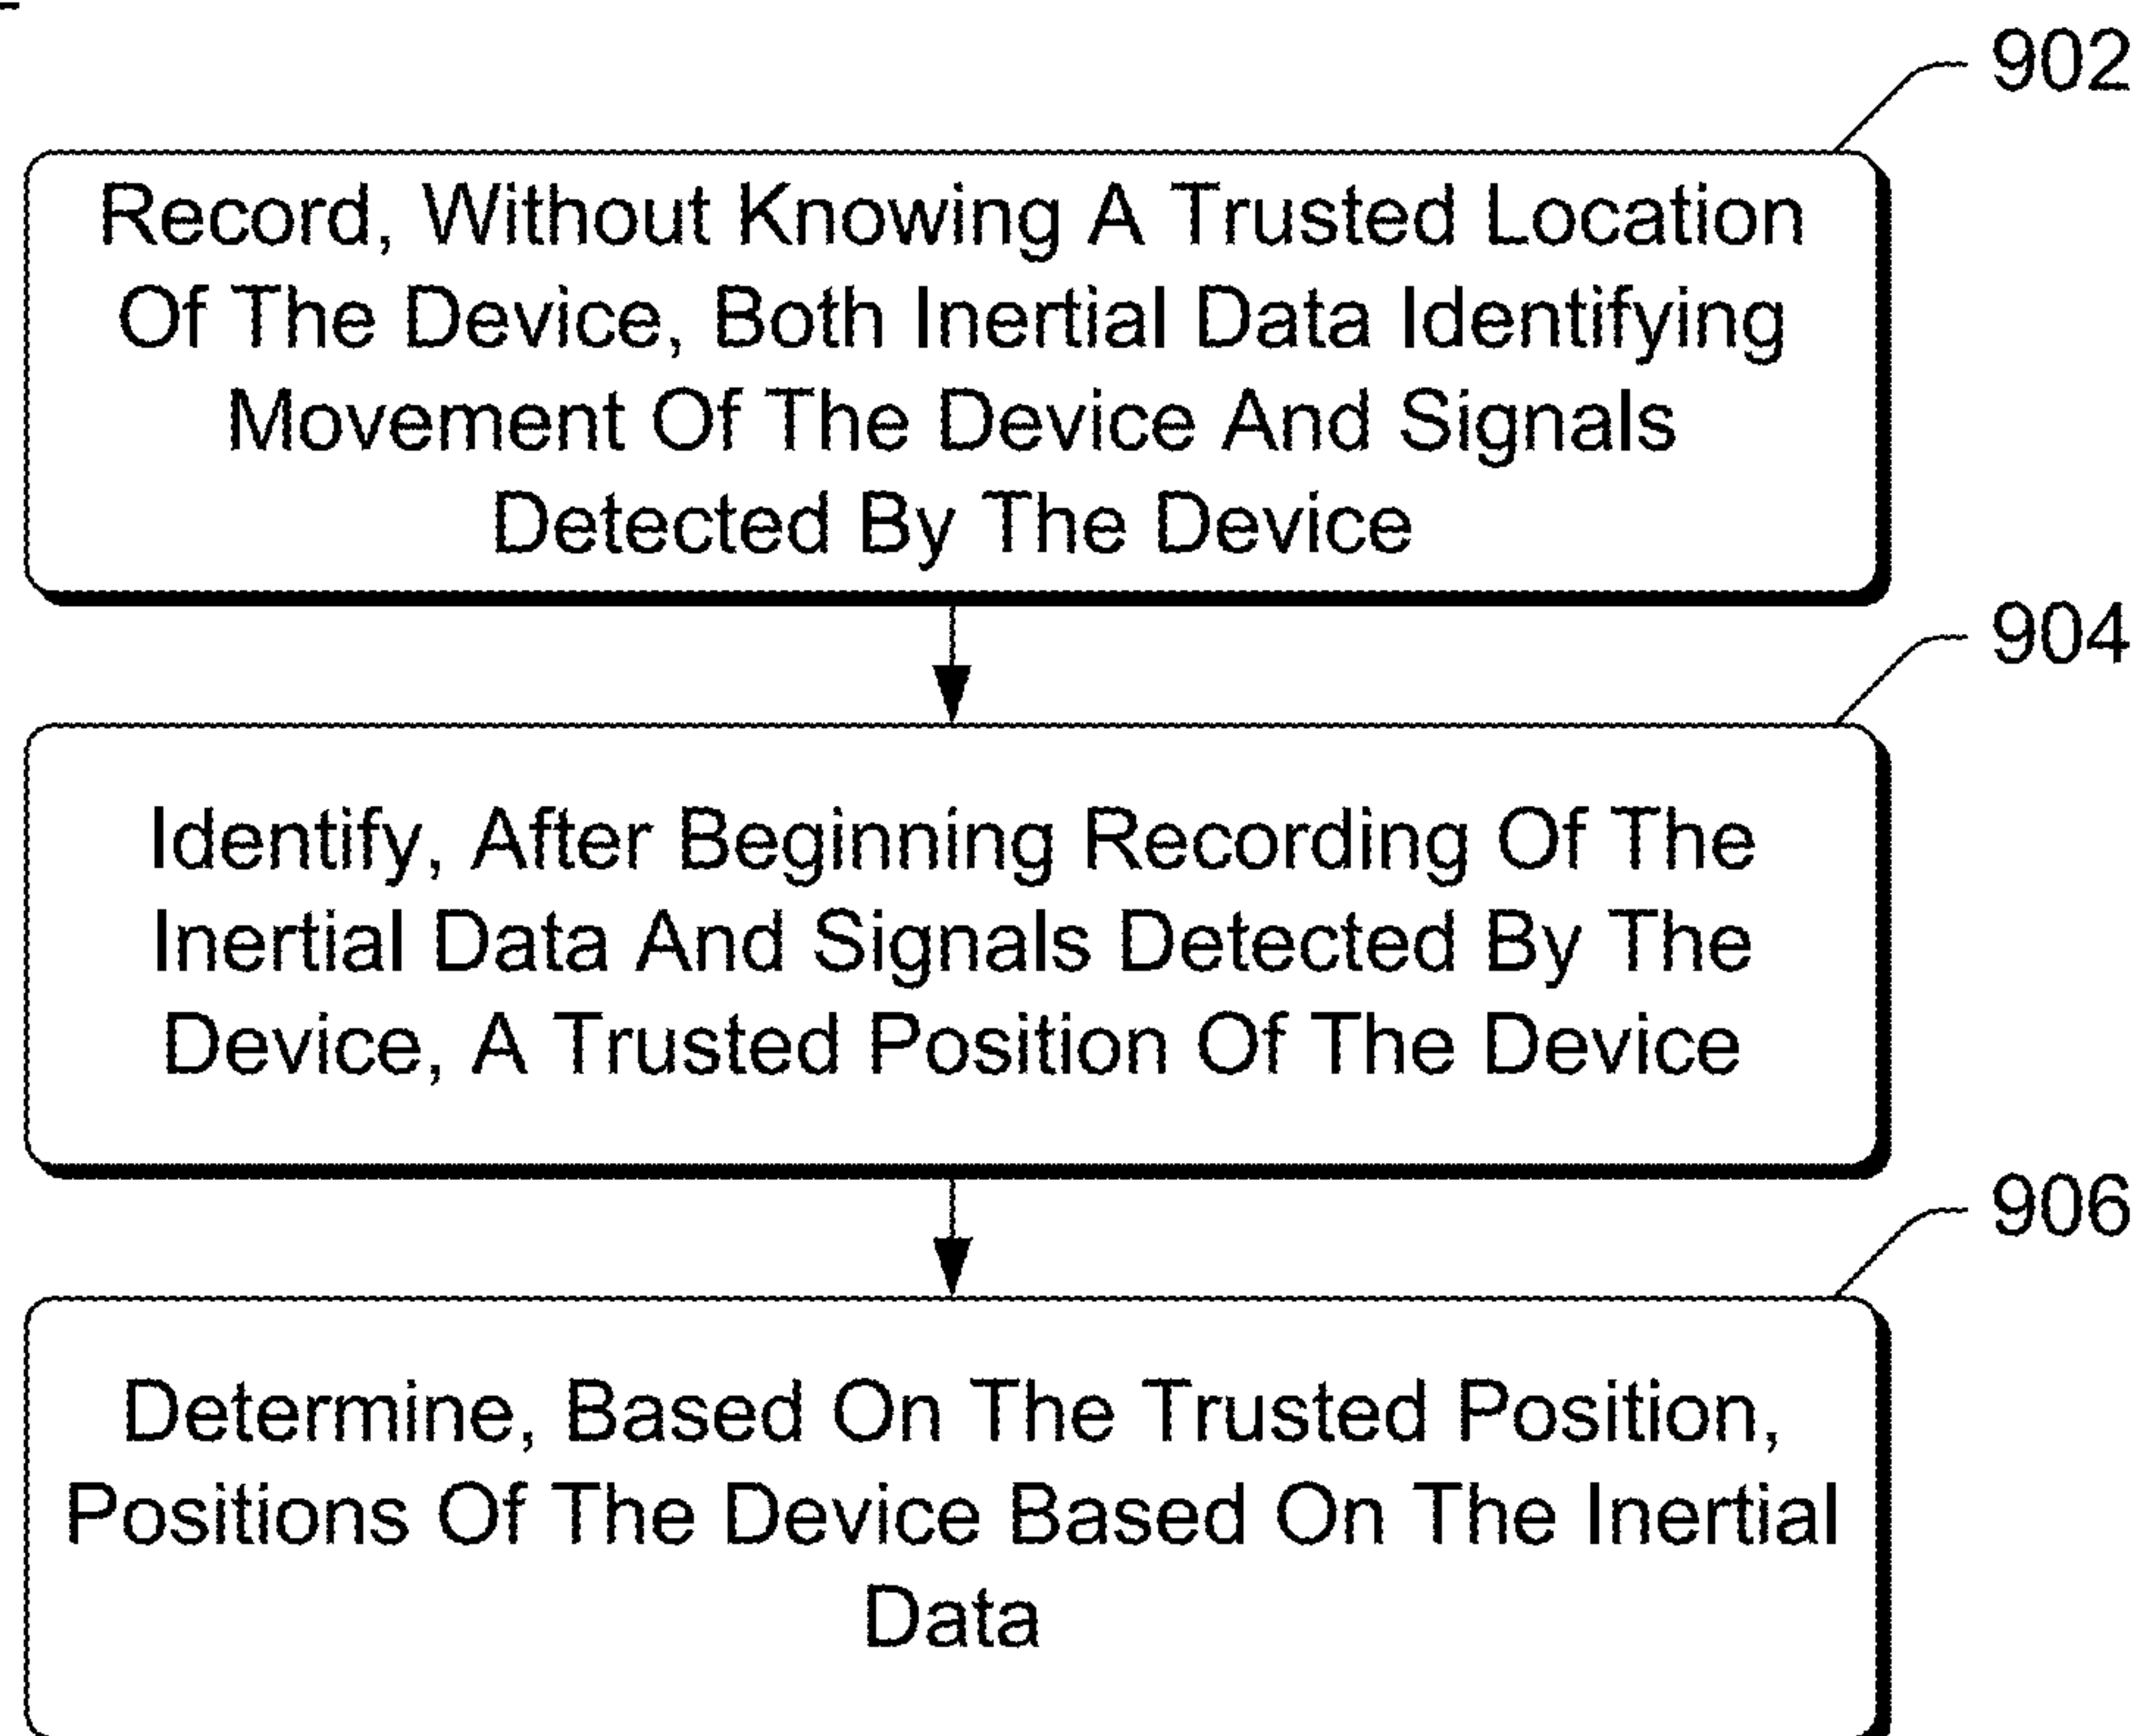 902
Record, Without Knowing A Trusted Location
Of The Device, Both Inertial Data Identifying
Movement Of The Device And Signals
Detected By The Device
904
Identify, After Beginning Recording Of The
Inertial Data And Signals Detected By The
Device, A Trusted Position Of The Device
906
Determine, Based On The Trusted Position,
Positions Of The Device Based On The Inertial
Data